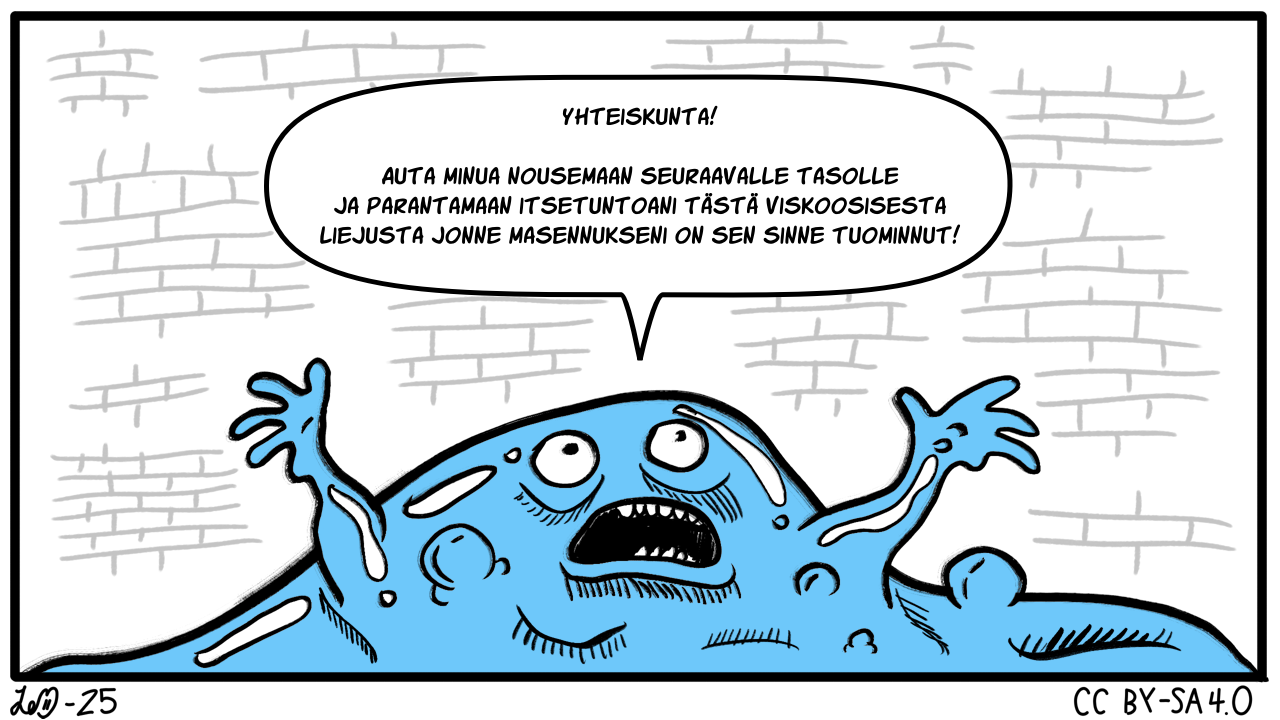 YHTEISKUNTA!
AUTA MINUA NOUSEMAAN SEURAAVALLE TASOLLE
JA PARANTAMAAN ITSETUNTOANI TÄSTÄ VISKOOSISESTA
LIEJUSTA JONNE MASENNUKSENI ON SEN SINNE TUOMINNUT!
-25
CC BY-SA 4.0